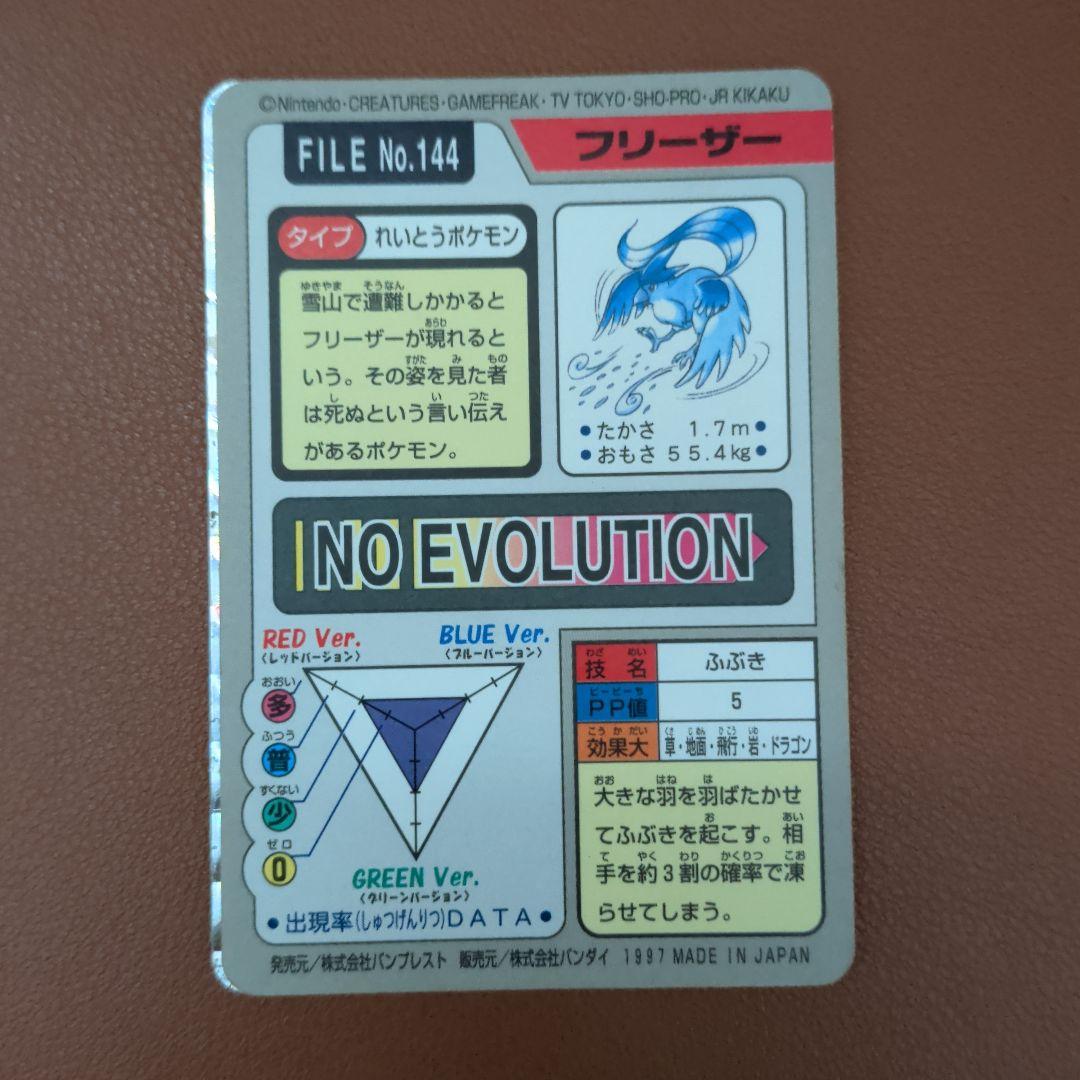 ©Nintendo・CREATURES・GAMEFREAK・TV TOKYO・SHO-PRO・JR KIKAKU
FILE No.144
フリーザー
タイプ れいとうポケモン
ゆきやま そうなん
雪山で遭難しかかると
あらわ
フリーザーが現れると
すがた み もの
いう。その姿を見た者
し い つた
は死ぬという言い伝え
があるポケモン。
●たかさ 1.7m●
●おもさ 55.4kg●
NO EVOLUTION
RED Ver.
(レッドバージョン)
BLUE Ver.
(ブルーバージョン)
おおい
多
ふつう
普
すくない
少
ゼロ
0
GREEN Ver.
(グリーンバージョン)
●出現率(しゅつげんりつ)DATA●
わざ めい
技名 ふぶき
ピーピーち
PP値 5
こうかだい
効果大
くさ じめん ひこう いわ
草・地面・飛行・岩・ドラゴン
おお はね は
大きな羽を羽ばたかせ
お あい
てふぶきを起こす。相
て やく わり かくりつ こお
手を約3割の確率で凍
らせてしまう。
発売元/株式会社バンプレスト 販売元/株式会社バンダイ 1997 MADE IN JAPAN